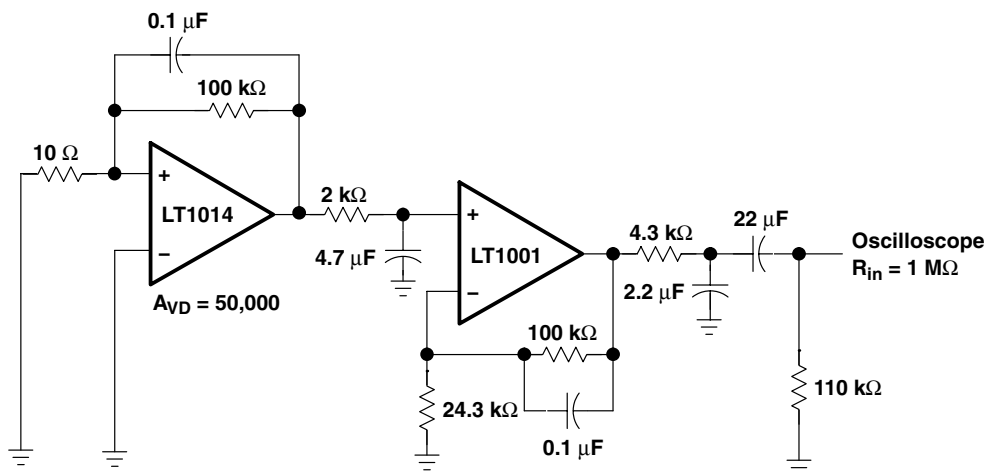 0.1 μF
100 kΩ
10 Ω
+
LT1014
−
A_VD = 50,000
2 kΩ
4.7 μF
+
LT1001
−
4.3 kΩ
22 μF
2.2 μF
Oscilloscope
R_in = 1 MΩ
100 kΩ
24.3 kΩ
0.1 μF
110 kΩ